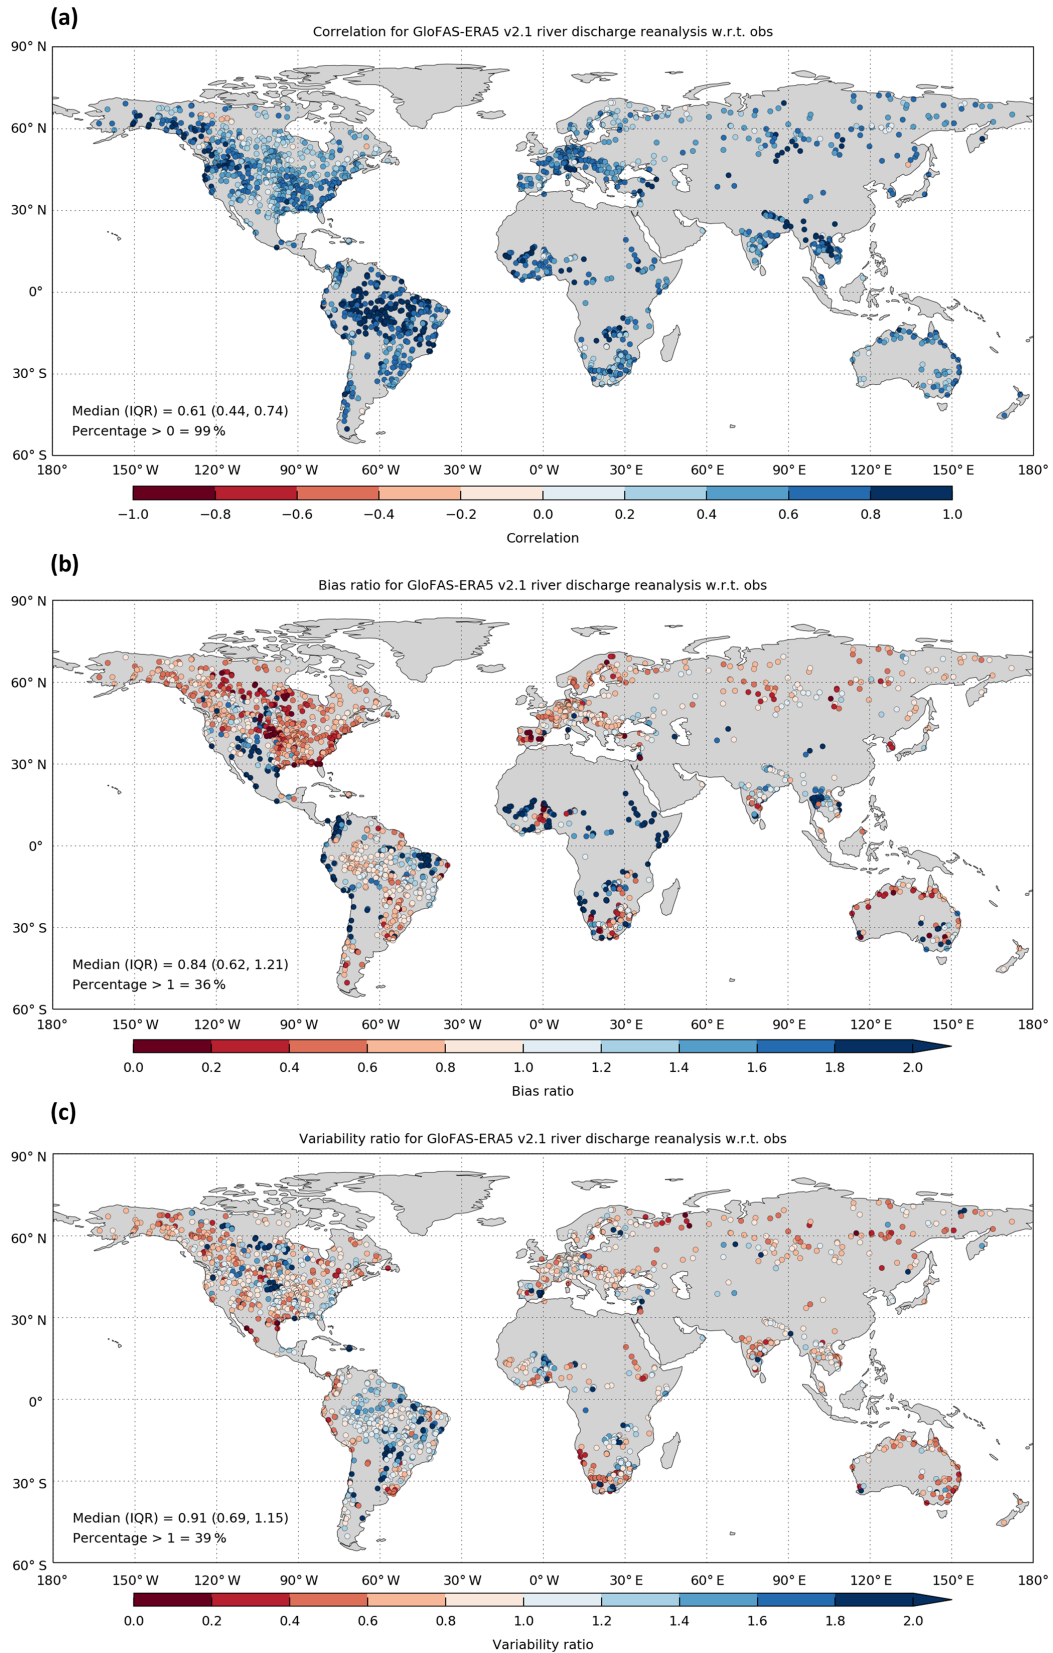 (a)
Correlation for GloFAS-ERA5 v2.1 river discharge reanalysis w.r.t. obs
90° N
60° N
30° N
0°
30° S
60° S
Median (IQR) = 0.61 (0.44, 0.74)
Percentage > 0 = 99 %
180° 150° W 120° W 90° W 60° W 30° W 0° W 30° E 60° E 90° E 120° E 150° E 180°
−1.0 −0.8 −0.6 −0.4 −0.2 0.0 0.2 0.4 0.6 0.8 1.0
Correlation
(b)
Bias ratio for GloFAS-ERA5 v2.1 river discharge reanalysis w.r.t. obs
90° N
60° N
30° N
0°
30° S
60° S
Median (IQR) = 0.84 (0.62, 1.21)
Percentage > 1 = 36 %
180° 150° W 120° W 90° W 60° W 30° W 0° W 30° E 60° E 90° E 120° E 150° E 180°
0.0 0.2 0.4 0.6 0.8 1.0 1.2 1.4 1.6 1.8 2.0
Bias ratio
(c)
Variability ratio for GloFAS-ERA5 v2.1 river discharge reanalysis w.r.t. obs
90° N
60° N
30° N
0°
30° S
60° S
Median (IQR) = 0.91 (0.69, 1.15)
Percentage > 1 = 39 %
180° 150° W 120° W 90° W 60° W 30° W 0° W 30° E 60° E 90° E 120° E 150° E 180°
0.0 0.2 0.4 0.6 0.8 1.0 1.2 1.4 1.6 1.8 2.0
Variability ratio